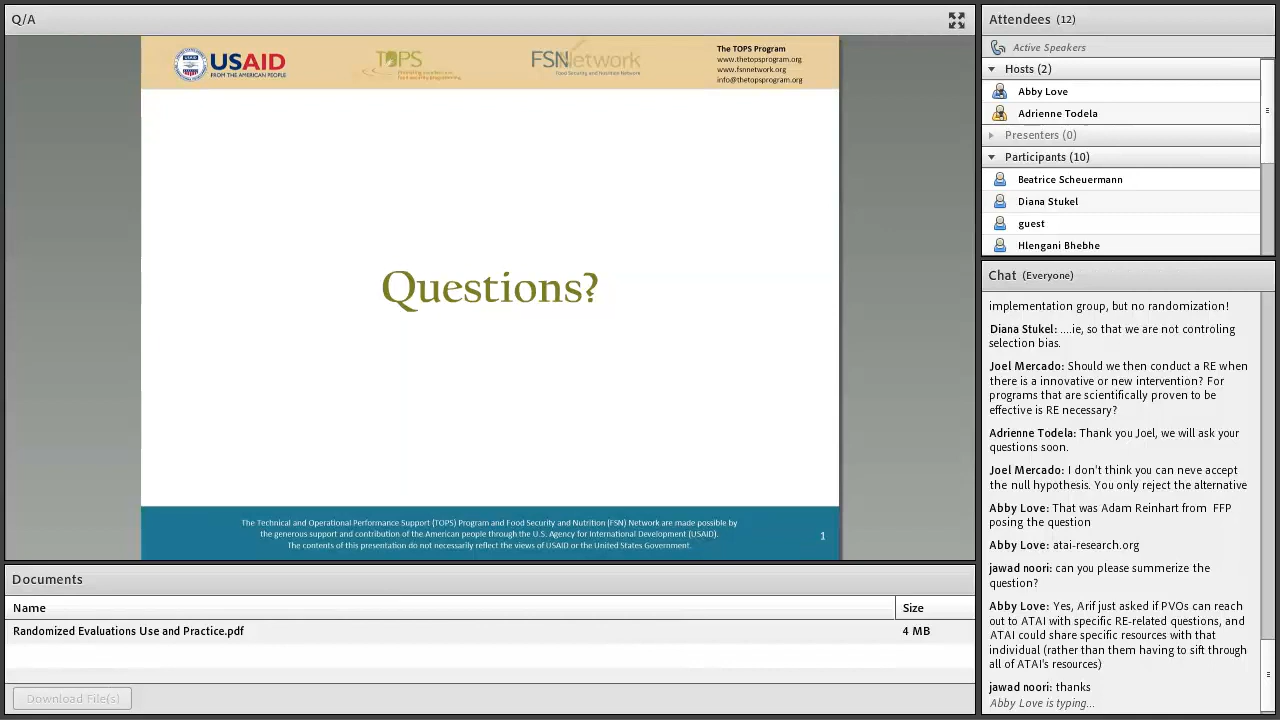 Q/A
USAID
FROM THE AMERICAN PEOPLE
TOPS
FSNetwork
Food Security and Nutrition Network
The TOPS Program
www.thetopsprogram.org
www.fsnnetwork.org
info@thetopsprogram.org
Questions?
The Technical and Operational Performance Support (TOPS) Program and Food Security and Nutrition (FSN) Network are made possible by
the generous support and contribution of the American people through the U.S. Agency for International Development (USAID).
The contents of this presentation do not necessarily reflect the views of USAID or the United States Government.
1
Documents
Name Size
Randomized Evaluations Use and Practice.pdf 4 MB
Download File(s)
Attendees (12)
Active Speakers
Hosts (2)
Abby Love
Adrienne Todela
Presenters (0)
Participants (10)
Beatrice Scheuermann
Diana Stukel
guest
Hlengani Bhebhe
Chat (Everyone)
implementation group, but no randomization!
Diana Stukel: ....ie, so that we are not controling
selection bias.
Joel Mercado: Should we then conduct a RE when
there is a innovative or new intervention? For
programs that are scientifically proven to be
effective is RE necessary?
Adrienne Todela: Thank you Joel, we will ask your
questions soon.
Joel Mercado: I don't think you can neve accept
the null hypothesis. You only reject the alternative
Abby Love: That was Adam Reinhart from FFP
posing that
Abby Love: atai-research.org
jawad noori: can you please summerize the
question?
Abby Love: Yes, Arif just asked if PVOs can reach
out to ATAI with specific RE-related questions, and
ATAI could share specific resources with that
individual (rather than them having to sift through
all of ATAI's resources)
jawad noori: thanks
Abby Love is typing...